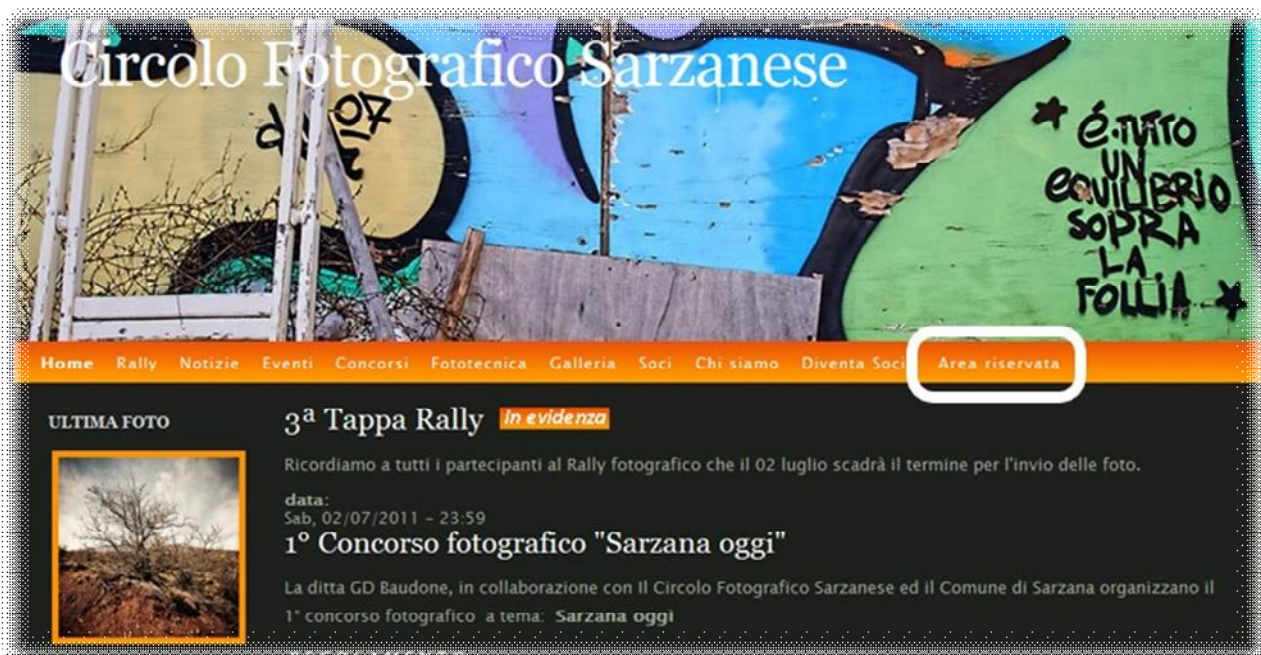 Circolo Fotografico Sarzanese
é tutto
UN
EQUILIBRIO
SOPRA
LA
FOLLIA
Home Rally Notizie Eventi Concorsi Fototecnica Galleria Soci Chi siamo Diventa Soci Area riservata
ULTIMA FOTO
3ª Tappa Rally In evidenza
Ricordiamo a tutti i partecipanti al Rally fotografico che il 02 luglio scadrà il termine per l'invio delle foto.
data:
Sab, 02/07/2011 - 23:59
1° Concorso fotografico "Sarzana oggi"
La ditta GD Baudone, in collaborazione con Il Circolo Fotografico Sarzanese ed il Comune di Sarzana organizzano il
1° concorso fotografico a tema: Sarzana oggi